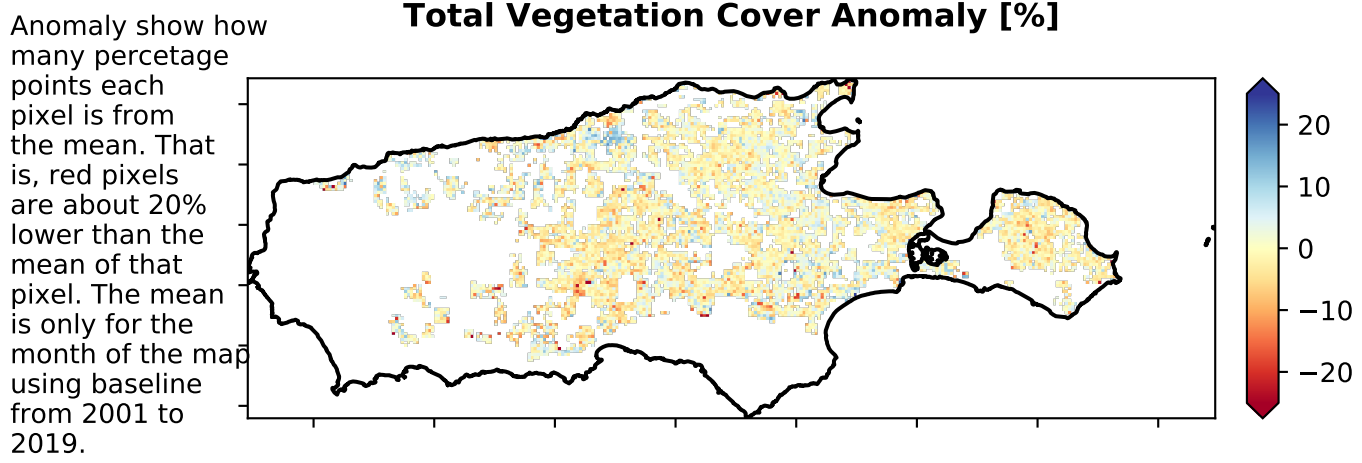 Total Vegetation Cover Anomaly [%]
Anomaly show how
many percetage
points each
pixel is from
the mean. That
is, red pixels
are about 20%
lower than the
mean of that
pixel. The mean
is only for the
month of the map
using baseline
from 2001 to
2019.
20
10
0
−10
−20